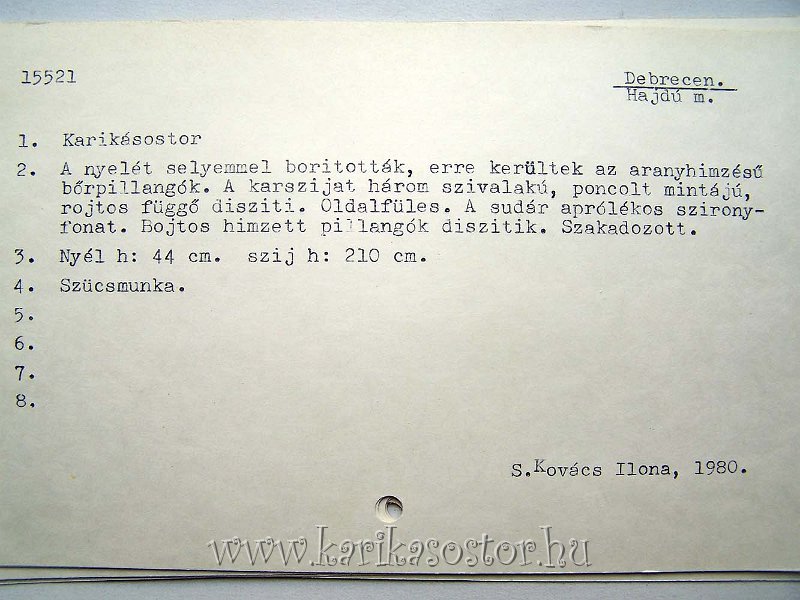 15521
Debrecen.
Hajdú m.
1. Karikásostor
2. A nyelét selyemmel boritották, erre kerültek az aranyhimzésű
bőrpillangók. A karszijat három szivalakú, poncolt mintájú,
rojtos függő disziti. Oldalfüles. A sudár aprólékos szirony-
fonat. Bojtos himzett pillangók diszitik. Szakadozott.
3. Nyél h: 44 cm. szij h: 210 cm.
4. Szücsmunka.
5.
6.
7.
8.
S.Kovács Ilona, 1980.
www.karikasostor.hu